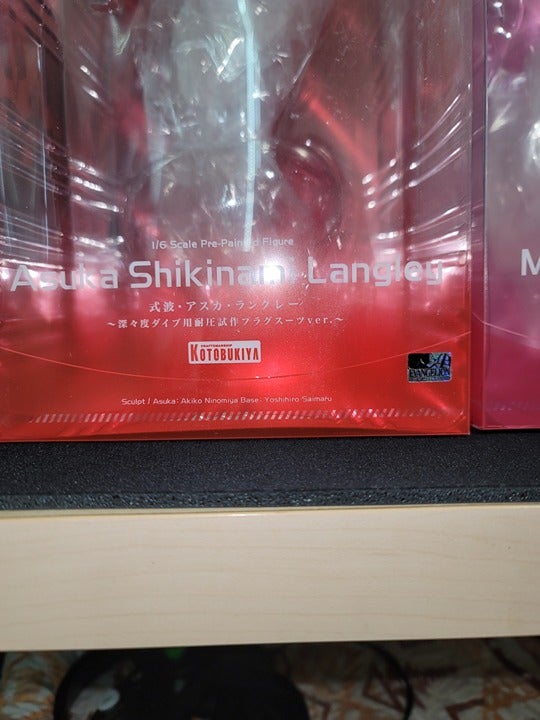 1/6 Scale Pre-Painted Figure
Asuka Shikinami Langley
式波・アスカ・ラングレー
～深々度ダイブ用耐圧試作プラグスーツver.～
CRAFTSMANSHIP
KOTOBUKIYA
EVANGELION
Sculpt / Asuka: Akiko Ninomiya Base: Yoshihiro Saimaru
M